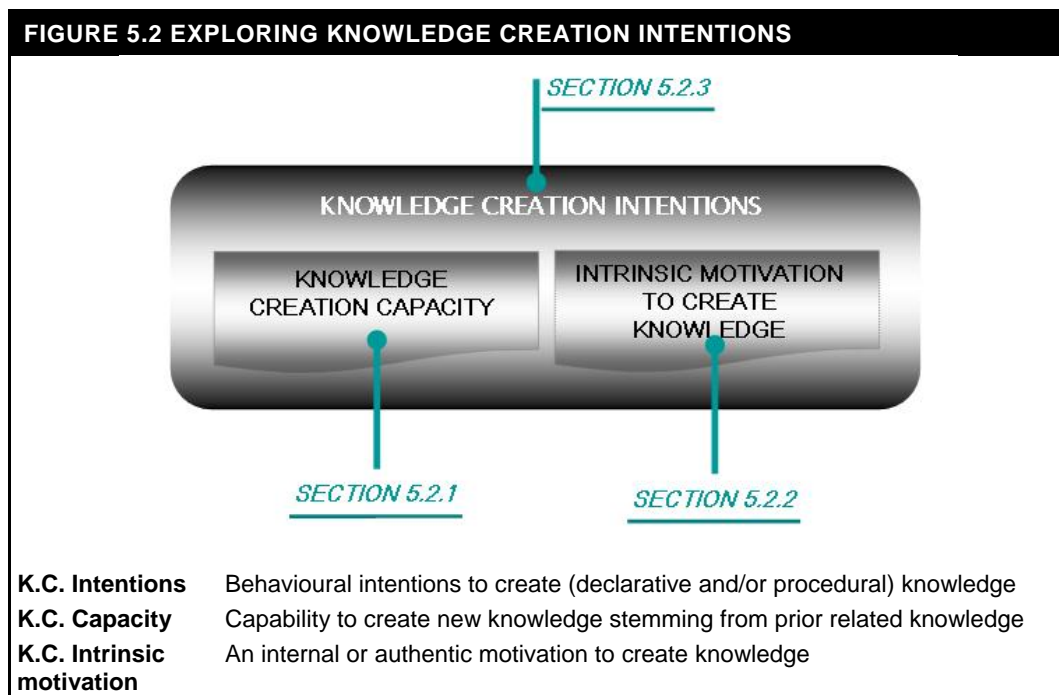 FIGURE 5.2 EXPLORING KNOWLEDGE CREATION INTENTIONS
SECTION 5.2.3
KNOWLEDGE CREATION INTENTIONS
KNOWLEDGE
CREATION CAPACITY
INTRINSIC MOTIVATION
TO CREATE
KNOWLEDGE
SECTION 5.2.1
SECTION 5.2.2
K.C. Intentions Behavioural intentions to create (declarative and/or procedural) knowledge
K.C. Capacity Capability to create new knowledge stemming from prior related knowledge
K.C. Intrinsic An internal or authentic motivation to create knowledge
motivation